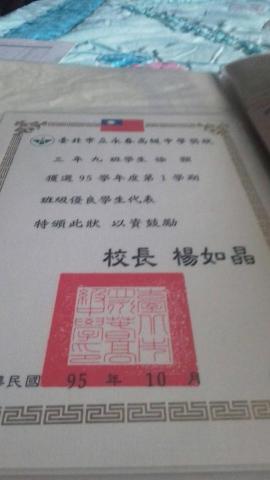 臺北市立永春高級中學獎狀
三年九班學生徐
獲選95學年度第1學期
班級優良學生代表
特頒此狀 以資鼓勵
校長 楊如晶
民國 95 年 10 月